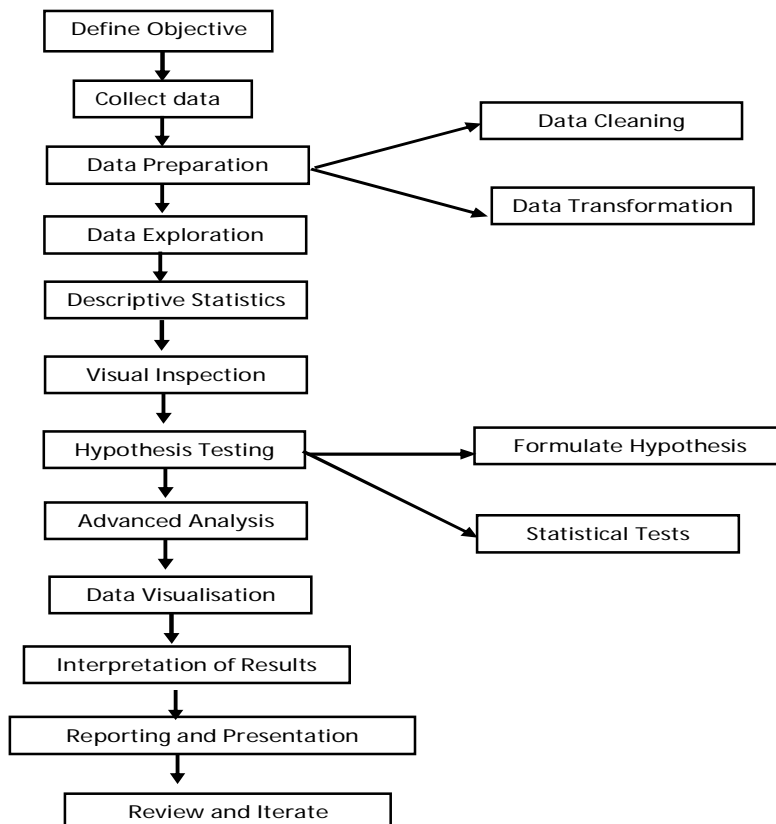 Define Objective
Collect data
Data Cleaning
Data Preparation
Data Transformation
Data Exploration
Descriptive Statistics
Visual Inspection
Hypothesis Testing
Formulate Hypothesis
Advanced Analysis
Statistical Tests
Data Visualisation
Interpretation of Results
Reporting and Presentation
Review and Iterate